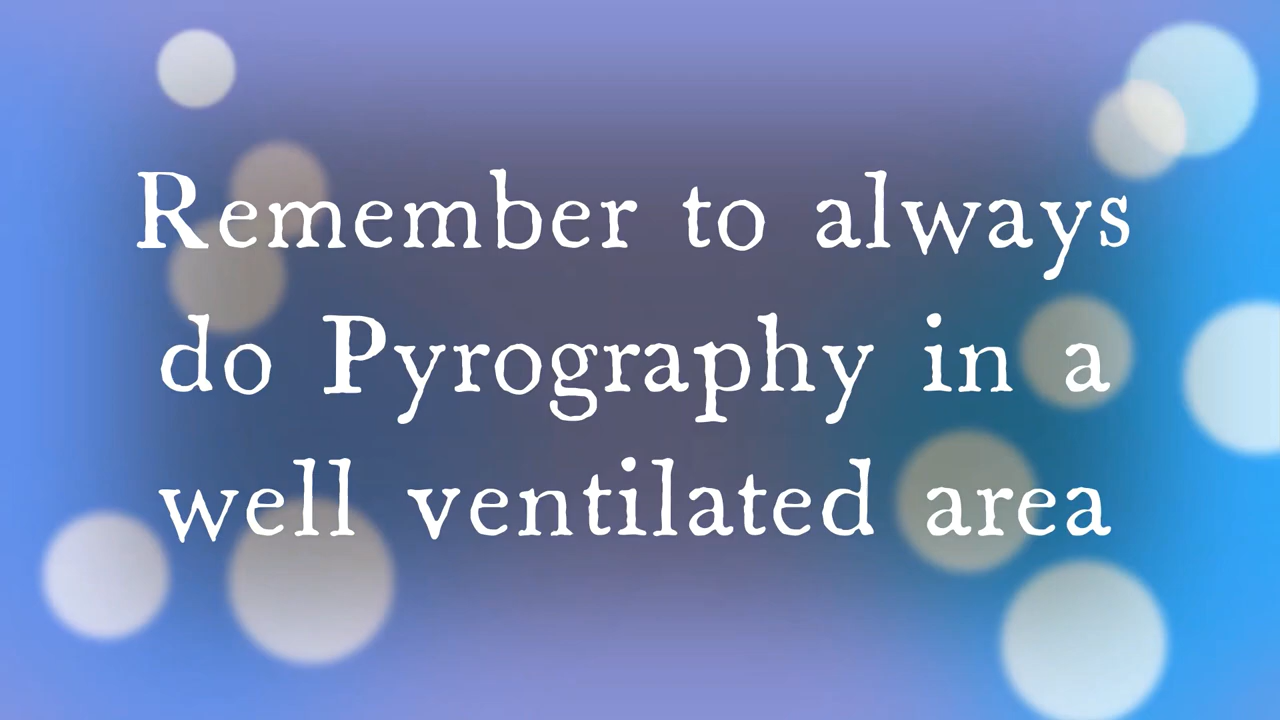 Remember to always
do Pyrography in a
well ventilated area